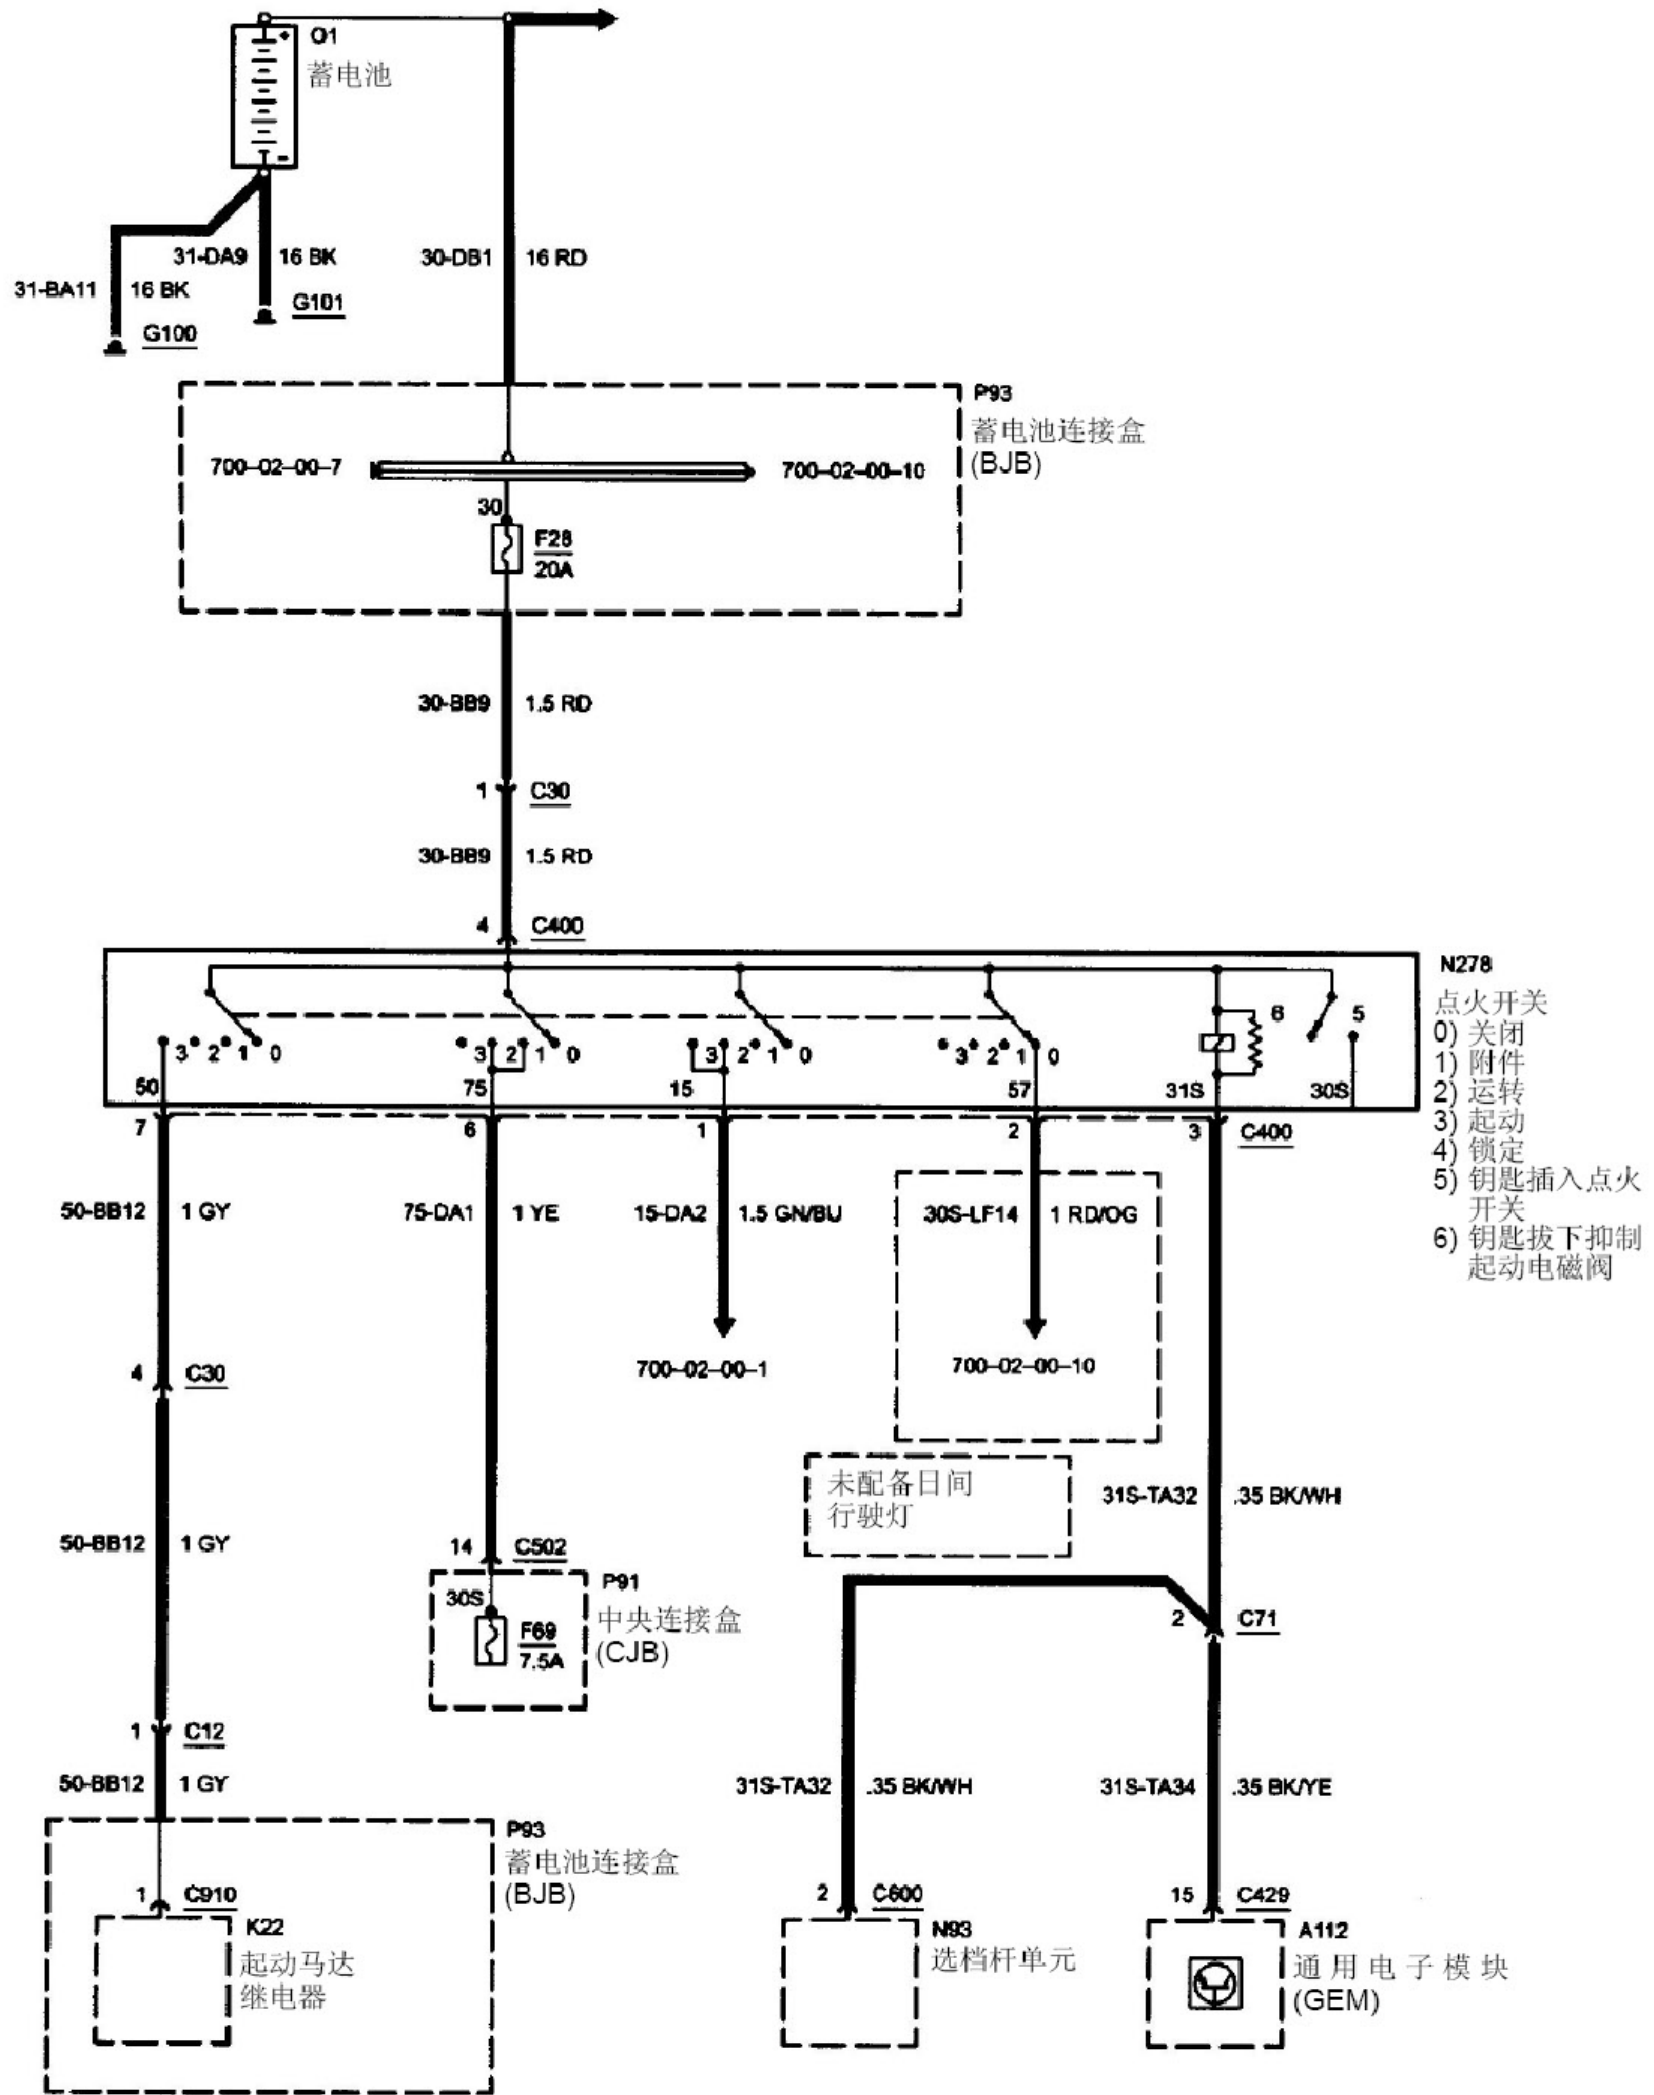 O1
蓄电池
31-DA9 16 BK
30-DB1 16 RD
31-BA11 16 BK
G101
G100
P93
蓄电池连接盒
(BJB)
700-02-00-7
700-02-00-10
30
F28
20A
30-BB9 1.5 RD
1 C30
30-BB9 1.5 RD
4 C400
N278
点火开关
0) 关闭
1) 附件
2) 运转
3) 起动
4) 锁定
5) 钥匙插入点火
开关
6) 钥匙拔下抑制
起动电磁阀
3 2 1 0
3 2 1 0
3 2 1 0
3 2 1 0
6
5
50 75 15 57 31S 30S
7 6 1 2 3 C400
50-BB12 1 GY
75-DA1 1 YE
15-DA2 1.5 GN/BU
30S-LF14 1 RD/OG
700-02-00-1
700-02-00-10
4 C30
未配备日间
行驶灯
31S-TA32 .35 BK/WH
50-BB12 1 GY
14 C502
30S
P91
中央连接盒
(CJB)
F69
7.5A
2 C71
1 C12
50-BB12 1 GY
31S-TA32 .35 BK/WH
31S-TA34 .35 BK/YE
P93
蓄电池连接盒
(BJB)
1 C910
K22
起动马达
继电器
2 C600
N93
选档杆单元
15 C429
A112
通用电子模块
(GEM)